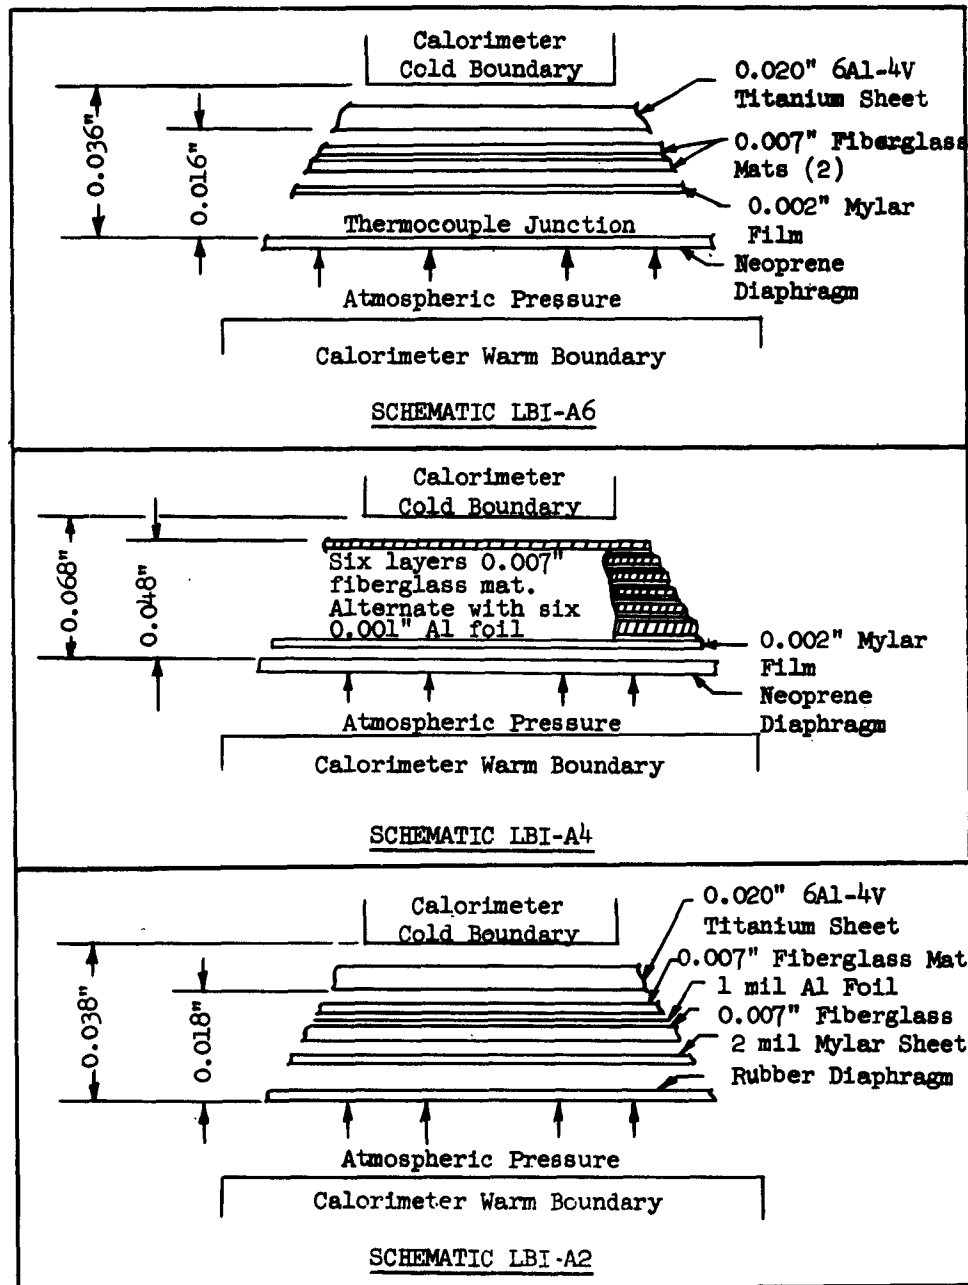 Calorimeter
Cold Boundary
0.020" 6Al-4V
Titanium Sheet
0.036"
0.016"
0.007" Fiberglass
Mats (2)
0.002" Mylar
Film
Thermocouple Junction
Neoprene
Diaphragm
Atmospheric Pressure
Calorimeter Warm Boundary
SCHEMATIC LBI-A6
Calorimeter
Cold Boundary
0.068"
0.048"
Six layers 0.007"
fiberglass mat.
Alternate with six
0.001" Al foil
0.002" Mylar
Film
Neoprene
Diaphragm
Atmospheric Pressure
Calorimeter Warm Boundary
SCHEMATIC LBI-A4
Calorimeter
Cold Boundary
0.020" 6Al-4V
Titanium Sheet
0.038"
0.018"
0.007" Fiberglass Mat
1 mil Al Foil
0.007" Fiberglass
2 mil Mylar Sheet
Rubber Diaphragm
Atmospheric Pressure
Calorimeter Warm Boundary
SCHEMATIC LBI-A2